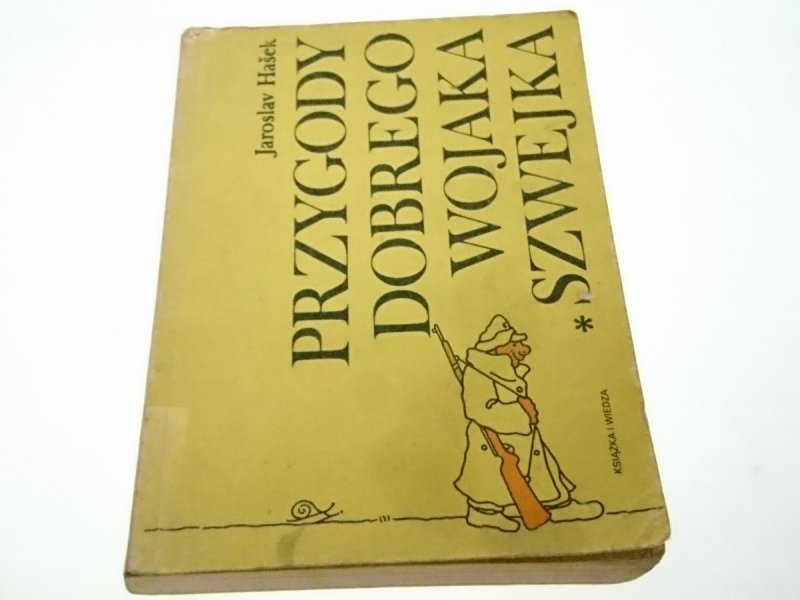 Jaroslav Hašek
PRZYGODY
DOBREGO
WOJAKA
SZWEJKA
*
KSIĄŻKA I WIEDZA